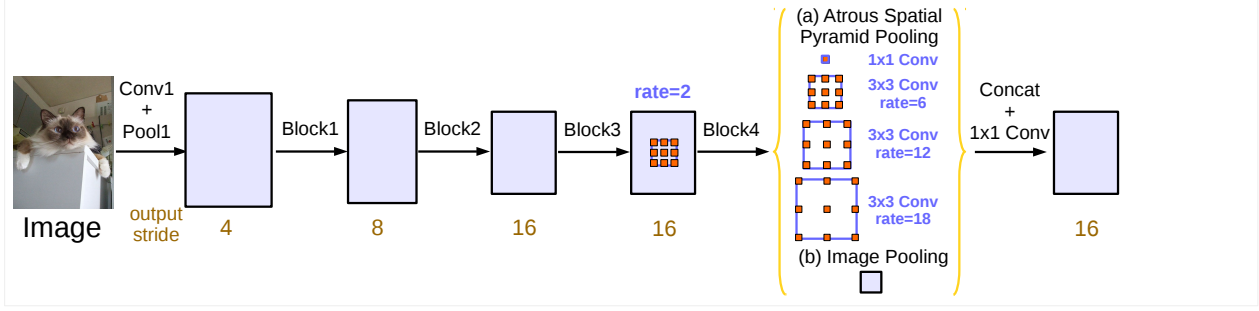 (a) Atrous Spatial
Pyramid Pooling
1x1 Conv
3x3 Conv
rate=6
3x3 Conv
rate=12
3x3 Conv
rate=18
(b) Image Pooling
Conv1
+
Pool1
Block1
Block2
Block3
rate=2
Block4
Concat
+
1x1 Conv
Image
output
stride
4
8
16
16
16